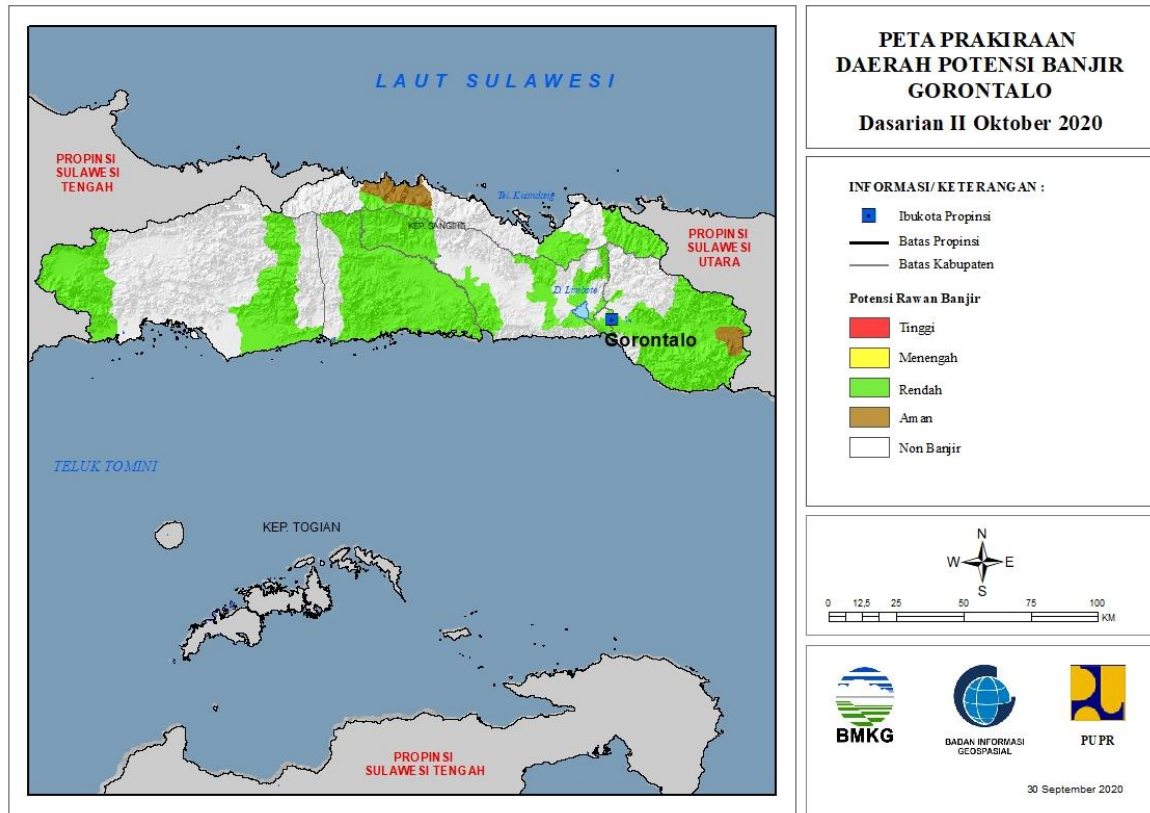 LAUT SULAWESI
PROPINSI
SULAWESI
TENGAH
Tel. Kuandang
KEP. SANGIHE
PROPINSI
SULAWESI
UTARA
D. Limboto
Gorontalo
TELUK TOMINI
KEP. TOGIAN
PROPINSI
SULAWESI TENGAH
PETA PRAKIRAAN
DAERAH POTENSI BANJIR
GORONTALO
Dasarian II Oktober 2020
INFORMASI/ KETERANGAN :
Ibukota Propinsi
Batas Propinsi
Batas Kabupaten
Potensi Rawan Banjir
Tinggi
Menengah
Rendah
Aman
Non Banjir
N
W E
S
0 12,5 25 50 75 100
KM
BMKG
BADAN INFORMASI
GEOSPASIAL
PUPR
30 September 2020